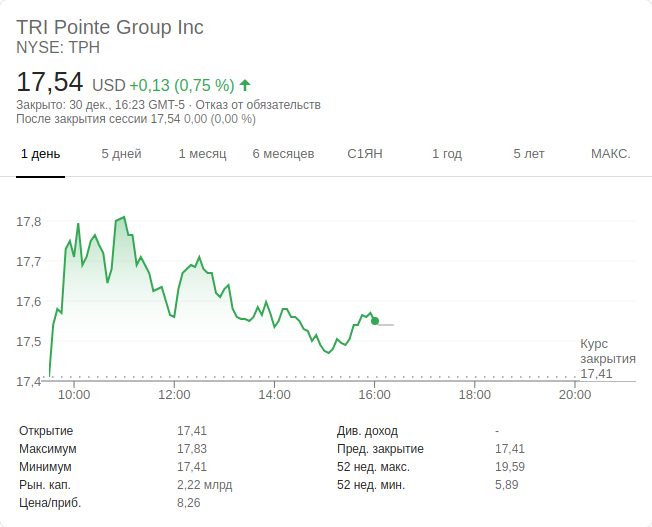 TRI Pointe Group Inc
NYSE: TPH
17,54 USD +0,13 (0,75 %)
Закрыто: 30 дек., 16:23 GMT-5 · Отказ от обязательств
После закрытия сессии 17,54 0,00 (0,00 %)
1 день 5 дней 1 месяц 6 месяцев С1ЯН 1 год 5 лет МАКС.
17,8
17,7
17,6
17,5
17,4
Курс
закрытия
17,41
10:00 12:00 14:00 16:00 18:00 20:00
Открытие 17,41 Див. доход -
Максимум 17,83 Пред. закрытие 17,41
Минимум 17,41 52 нед. макс. 19,59
Рын. кап. 2,22 млрд 52 нед. мин. 5,89
Цена/приб. 8,26